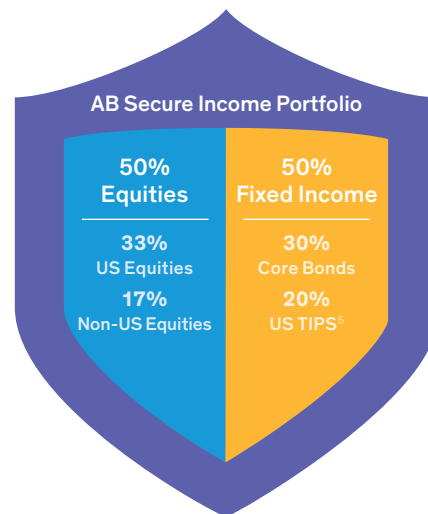 AB Secure Income Portfolio
50%
Equities
33%
US Equities
17%
Non-US Equities
50%
Fixed Income
30%
Core Bonds
20%
US TIPS⁵